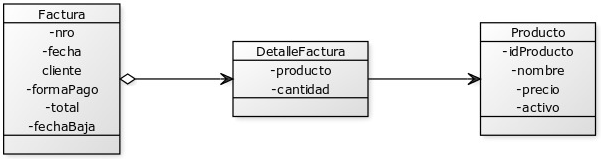 Factura
-nro
-fecha
cliente
-formaPago
-total
-fechaBaja
DetalleFactura
-producto
-cantidad
Producto
-idProducto
-nombre
-precio
-activo